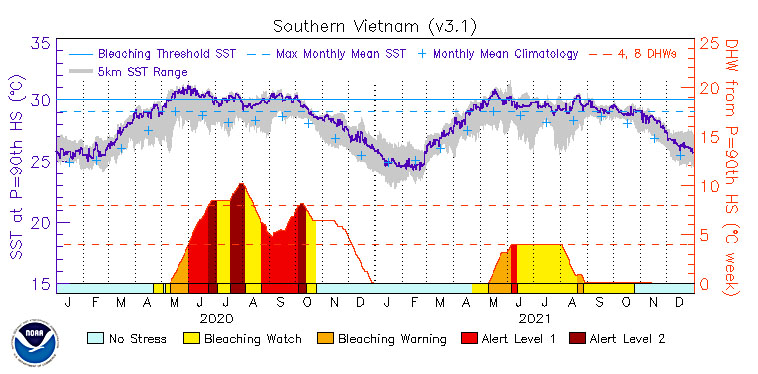 Southern Vietnam (v3.1)
35 25
Bleaching Threshold SST Max Monthly Mean SST Monthly Mean Climatology 4, 8 DHWs
5km SST Range
30 20
25 15
20 10
5
15 0
SST at P=90th HS (°C)
DHW from P=90th HS (°C week)
J F M A M J J A S O N D J F M A M J J A S O N D
2020 2021
NOAA
No Stress Bleaching Watch Bleaching Warning Alert Level 1 Alert Level 2